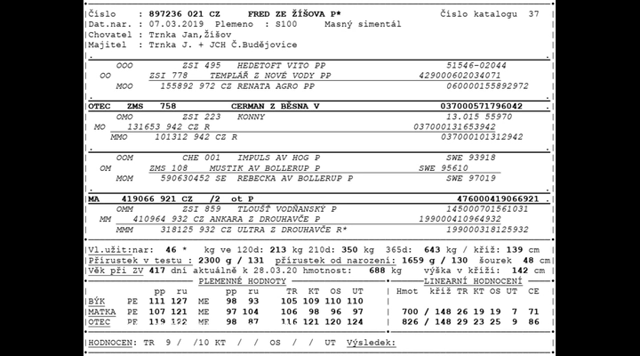 Číslo : 897236 021 CZ FRED ZE ŽÍŠOVA P* Číslo katalogu 37
Dat.nar. : 07.03.2019 Plemeno : S100 Masný simentál
Chovatel : Trnka Jan,Žíšov
Majitel : Trnka J. + JCH Č.Budějovice
OOO ZSI 495 HEDETOFT VITO PP 51546-02044
OO ZSI 778 TEMPLÁŘ Z NOVÉ VODY PP 429000602034071
MOO 155892 972 CZ RENATA AGRO PP 060000155892972
OTEC ZMS 758 CERMAN Z BĚSNA V 037000571796042
OMO ZSI 223 KONNY 13.015 55970
MO 131653 942 CZ R 037000131653942
MMO 101312 942 CZ R 037000101312942
OOM CHE 001 IMPULS AV HOG P SWE 93918
OM ZMS 108 MUSTIK AV BOLLERUP P SWE 95610
MOM 590630452 SE REBECKA AV BOLLERUP P SWE 97019
MA 419066 921 CZ /2 ot P 476000419066921
OMM ZSI 859 TLOUŠŤ VODŇANSKÝ P 145000701561031
MM 410964 932 CZ ANKARA Z DROUHAVČE P 199000410964932
MMM 318125 932 CZ ULTRA Z DROUHAVČE R* 199000318125932
Vl.užit:nar: 46 * kg ve 120d: 213 kg 210d: 350 kg 365d: 643 kg / kříž: 139 cm
Přírůstek v testu : 2300 g / 131 přírůstek od narození: 1659 g / 130 šourek 48 cm
Věk při ZV 417 dní aktuálně k 28.03.20 hmotnost: 688 kg výška v kříži: 142 cm
PLEMENNÉ HODNOTY LINEÁRNÍ HODNOCENÍ
pp ru pp ru TR KT OS UT Hmot kříž TR KT OS UT CE
BÝK PE 111 127 ME 98 93 105 109 110 110
MATKA PE 107 121 ME 97 104 106 98 96 97 700 / 148 26 19 19 7 71
OTEC PE 119 122 ME 98 87 116 121 120 124 826 / 148 29 23 25 9 86
HODNOCEN: TR 9 / /10 KT / / OS / / UT Výsledek: